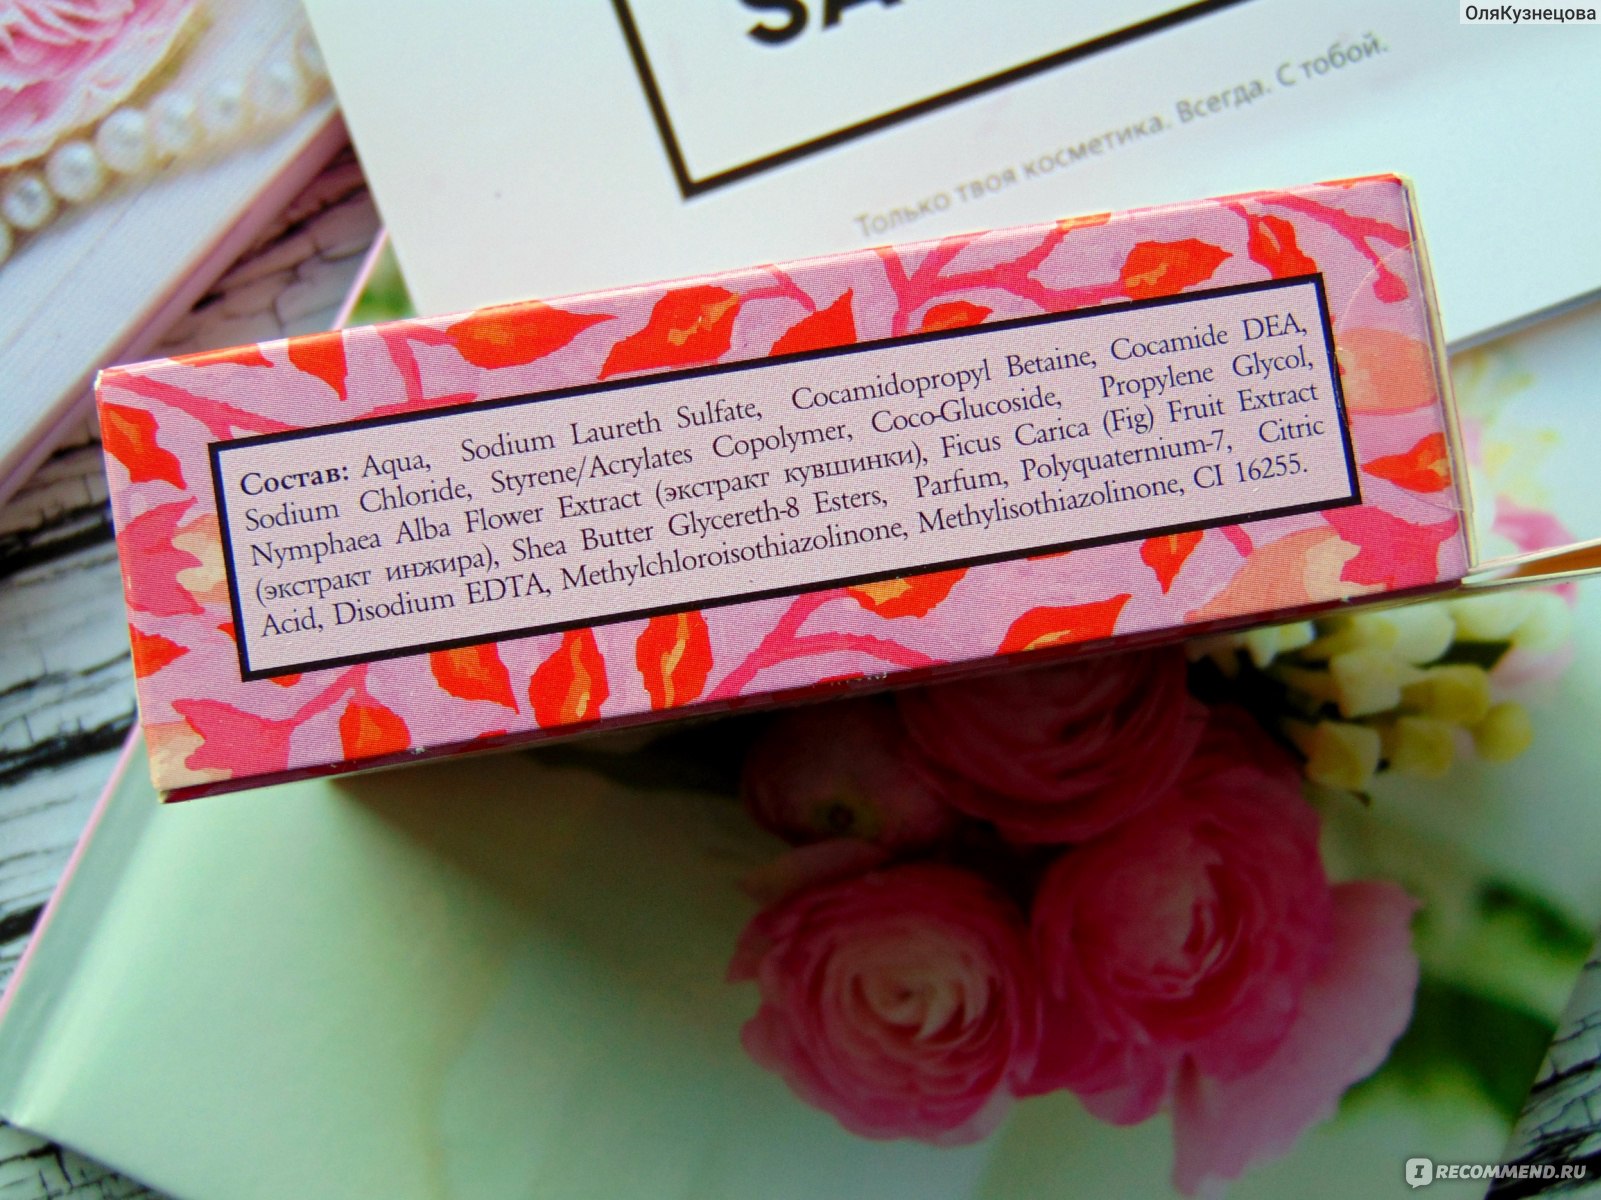 ОляКузнецова
Только твоя косметика. Всегда. С тобой.
Состав: Aqua, Sodium Laureth Sulfate, Cocamidopropyl Betaine, Cocamide DEA,
Sodium Chloride, Styrene/Acrylates Copolymer, Coco-Glucoside, Propylene Glycol,
Nymphaea Alba Flower Extract (экстракт кувшинки), Ficus Carica (Fig) Fruit Extract
(экстракт инжира), Shea Butter Glycereth-8 Esters, Parfum, Polyquaternium-7, Citric
Acid, Disodium EDTA, Methylchloroisothiazolinone, Methylisothiazolinone, CI 16255.
IRECOMMEND.RU